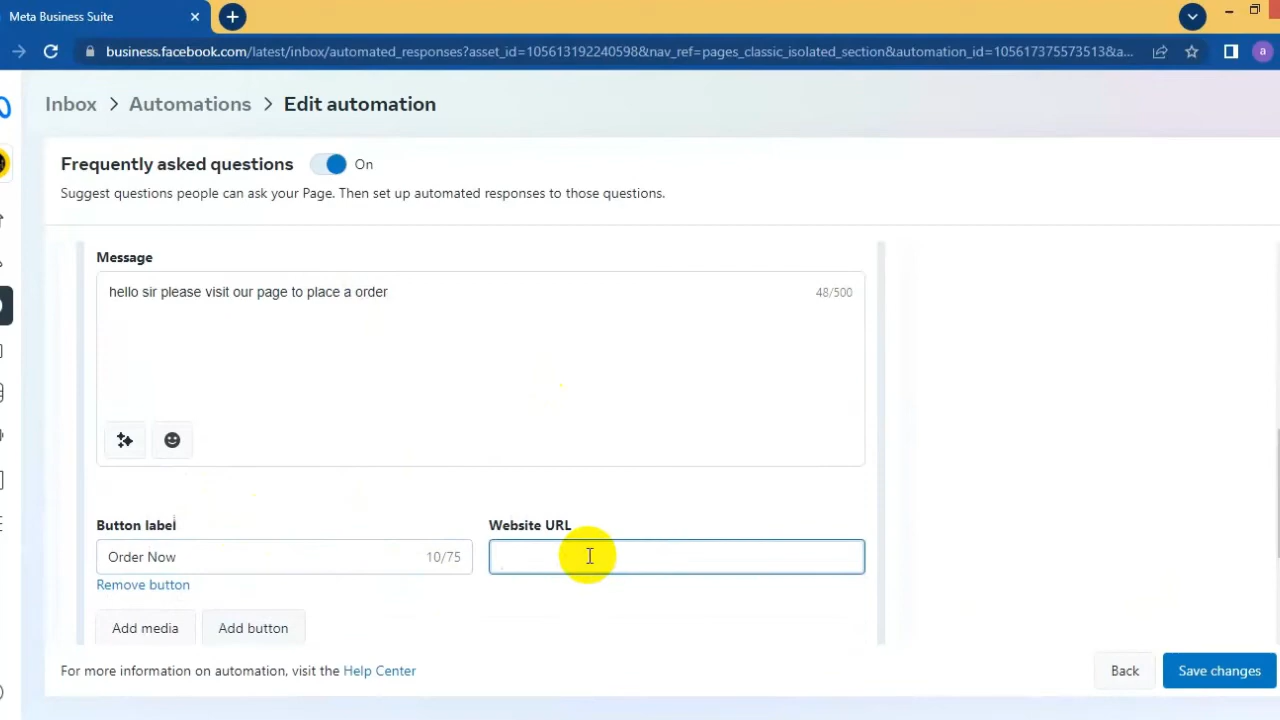 Meta Business Suite
business.facebook.com/latest/inbox/automated_responses?asset_id=105613192240598&nav_ref=pages_classic_isolated_section&automation_id=105617375573513&a...
a
Inbox > Automations > Edit automation
Frequently asked questions On
Suggest questions people can ask your Page. Then set up automated responses to those questions.
Message
hello sir please visit our page to place a order 48/500
Button label Website URL
Order Now 10/75
Remove button
Add media Add button
For more information on automation, visit the Help Center Back Save changes